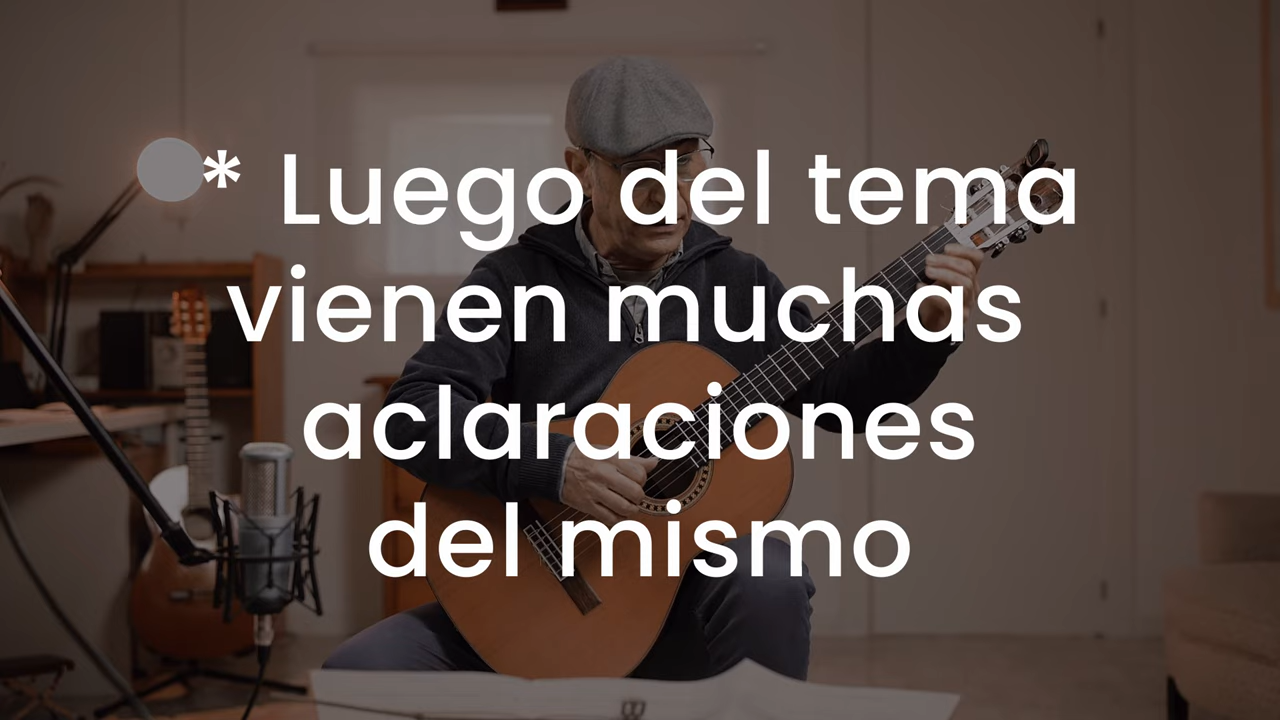 * Luego del tema
vienen muchas
aclaraciones
del mismo